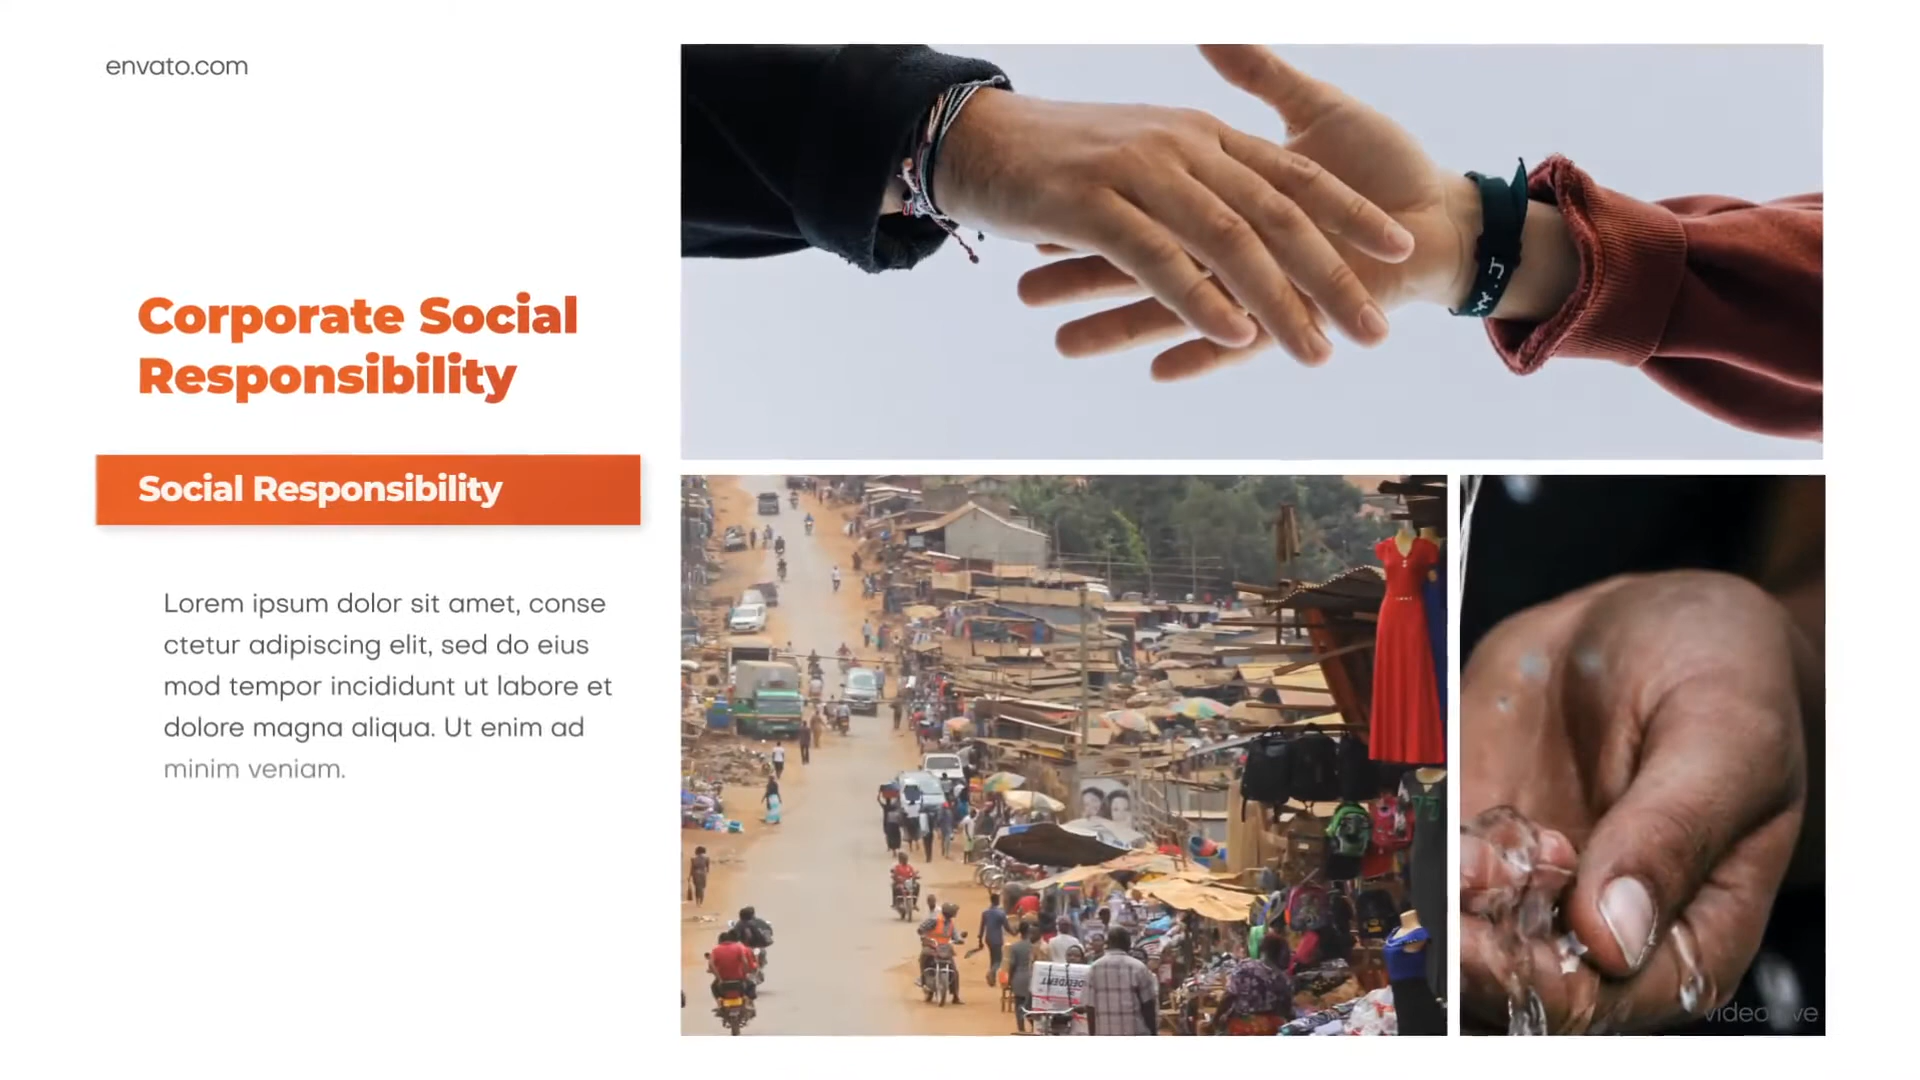 envato.com
Corporate Social
Responsibility
Social Responsibility
Lorem ipsum dolor sit amet, conse
ctetur adipiscing elit, sed do eius
mod tempor incididunt ut labore et
dolore magna aliqua. Ut enim ad
minim veniam.